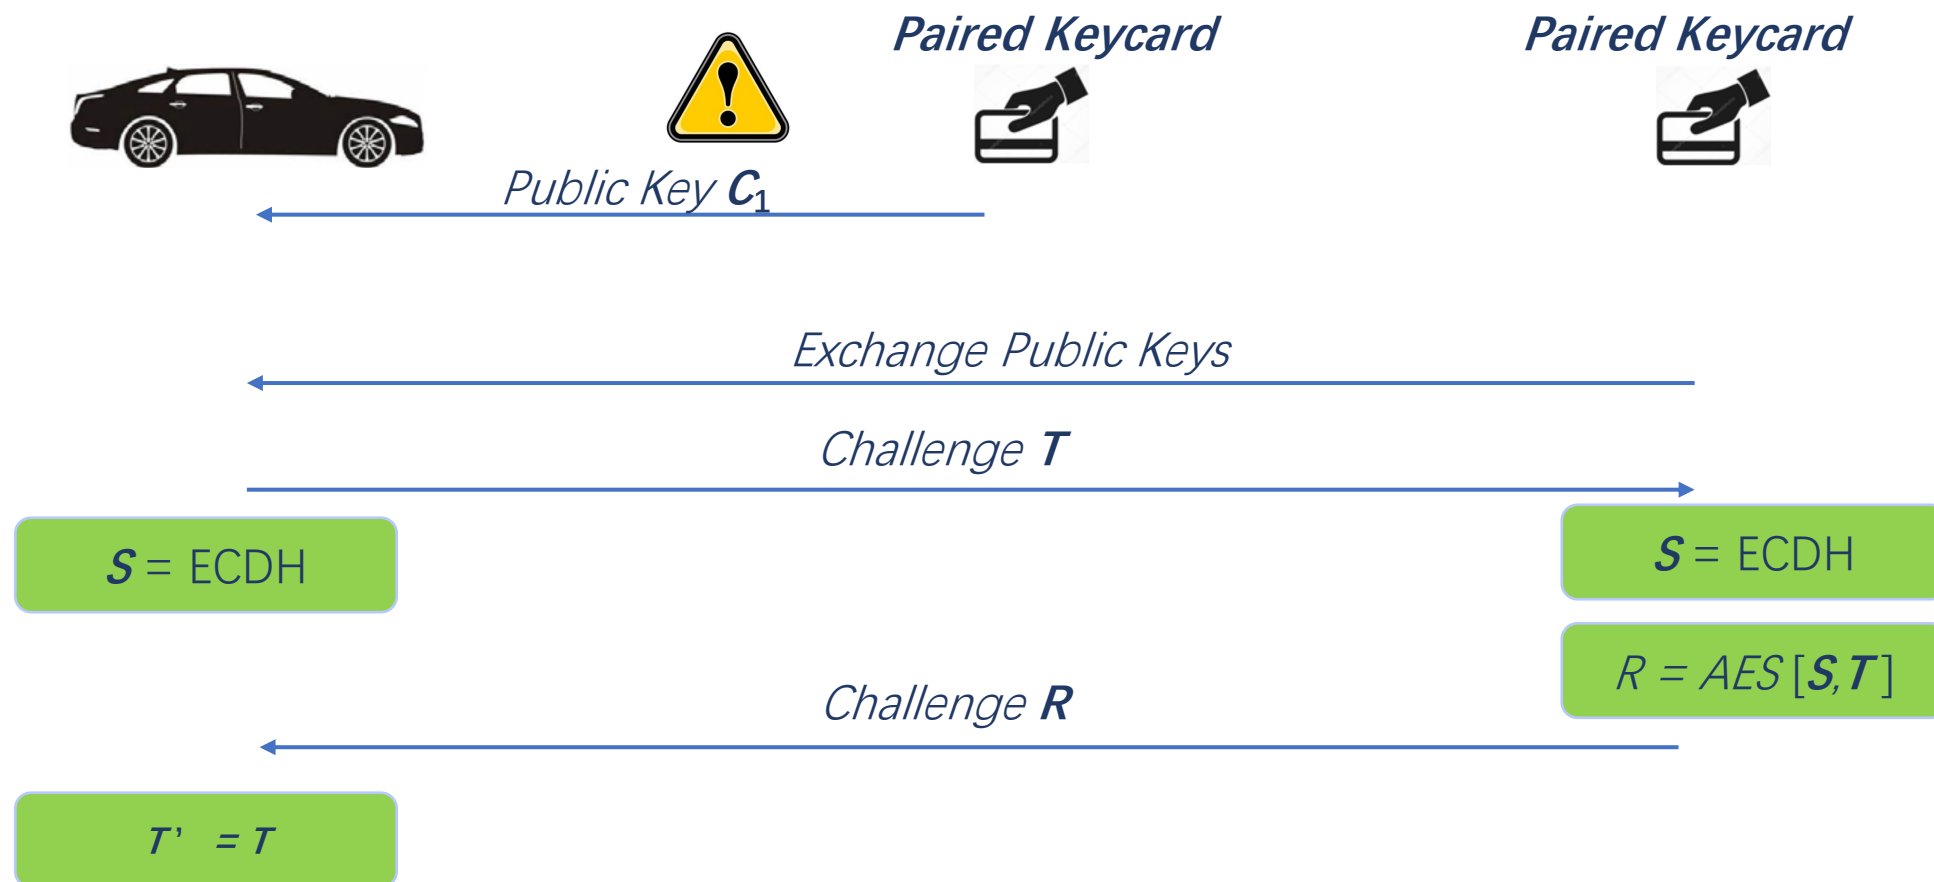 Paired Keycard
Paired Keycard
Public Key C₁
Exchange Public Keys
Challenge T
S = ECDH
S = ECDH
R = AES [S,T ]
Challenge R
T’ = T